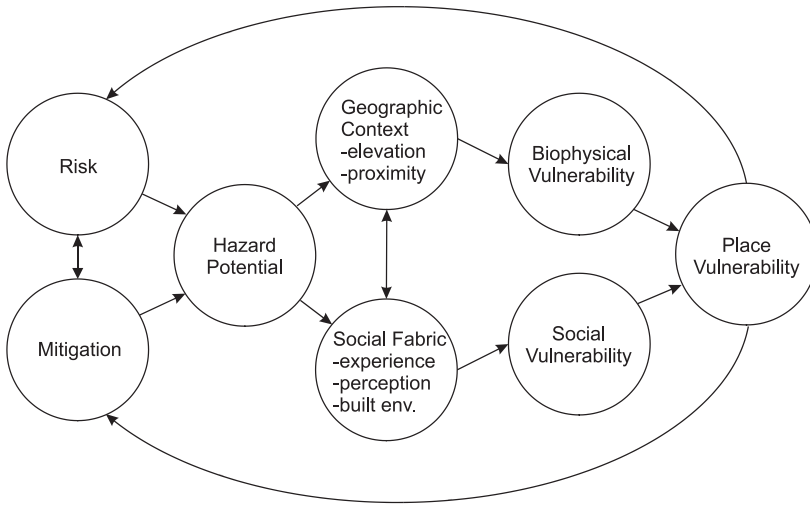 Risk
Mitigation
Hazard
Potential
Geographic
Context
-elevation
-proximity
Social Fabric
-experience
-perception
-built env.
Biophysical
Vulnerability
Social
Vulnerability
Place
Vulnerability